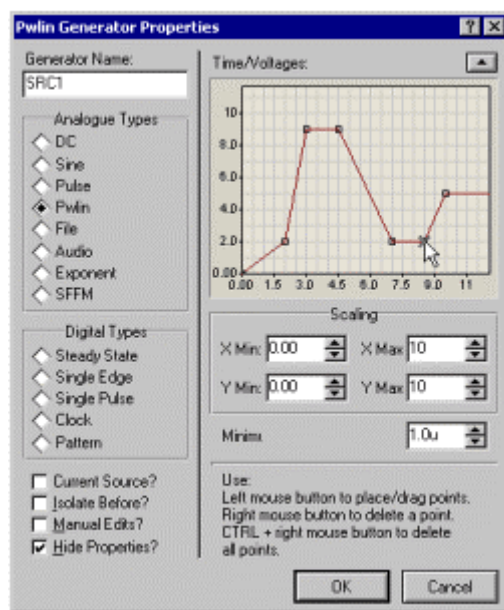 Pwlin Generator Properties
Generator Name:
SRC1
Analogue Types
DC
Sine
Pulse
Pwlin
File
Audio
Exponent
SFFM
Digital Types
Steady State
Single Edge
Single Pulse
Clock
Pattern
Current Source?
Isolate Before?
Manual Edits?
Hide Properties?
Time/Voltages:
10
8.0
6.0
4.0
2.0
0.00
0.00 1.5 3.0 4.5 6.0 7.5 9.0 11
Scaling
X Min: 0.00 X Max 10
Y Min: 0.00 Y Max 10
Minimu 1.0u
Use:
Left mouse button to place/drag points.
Right mouse button to delete a point.
CTRL + right mouse button to delete
all points.
OK Cancel